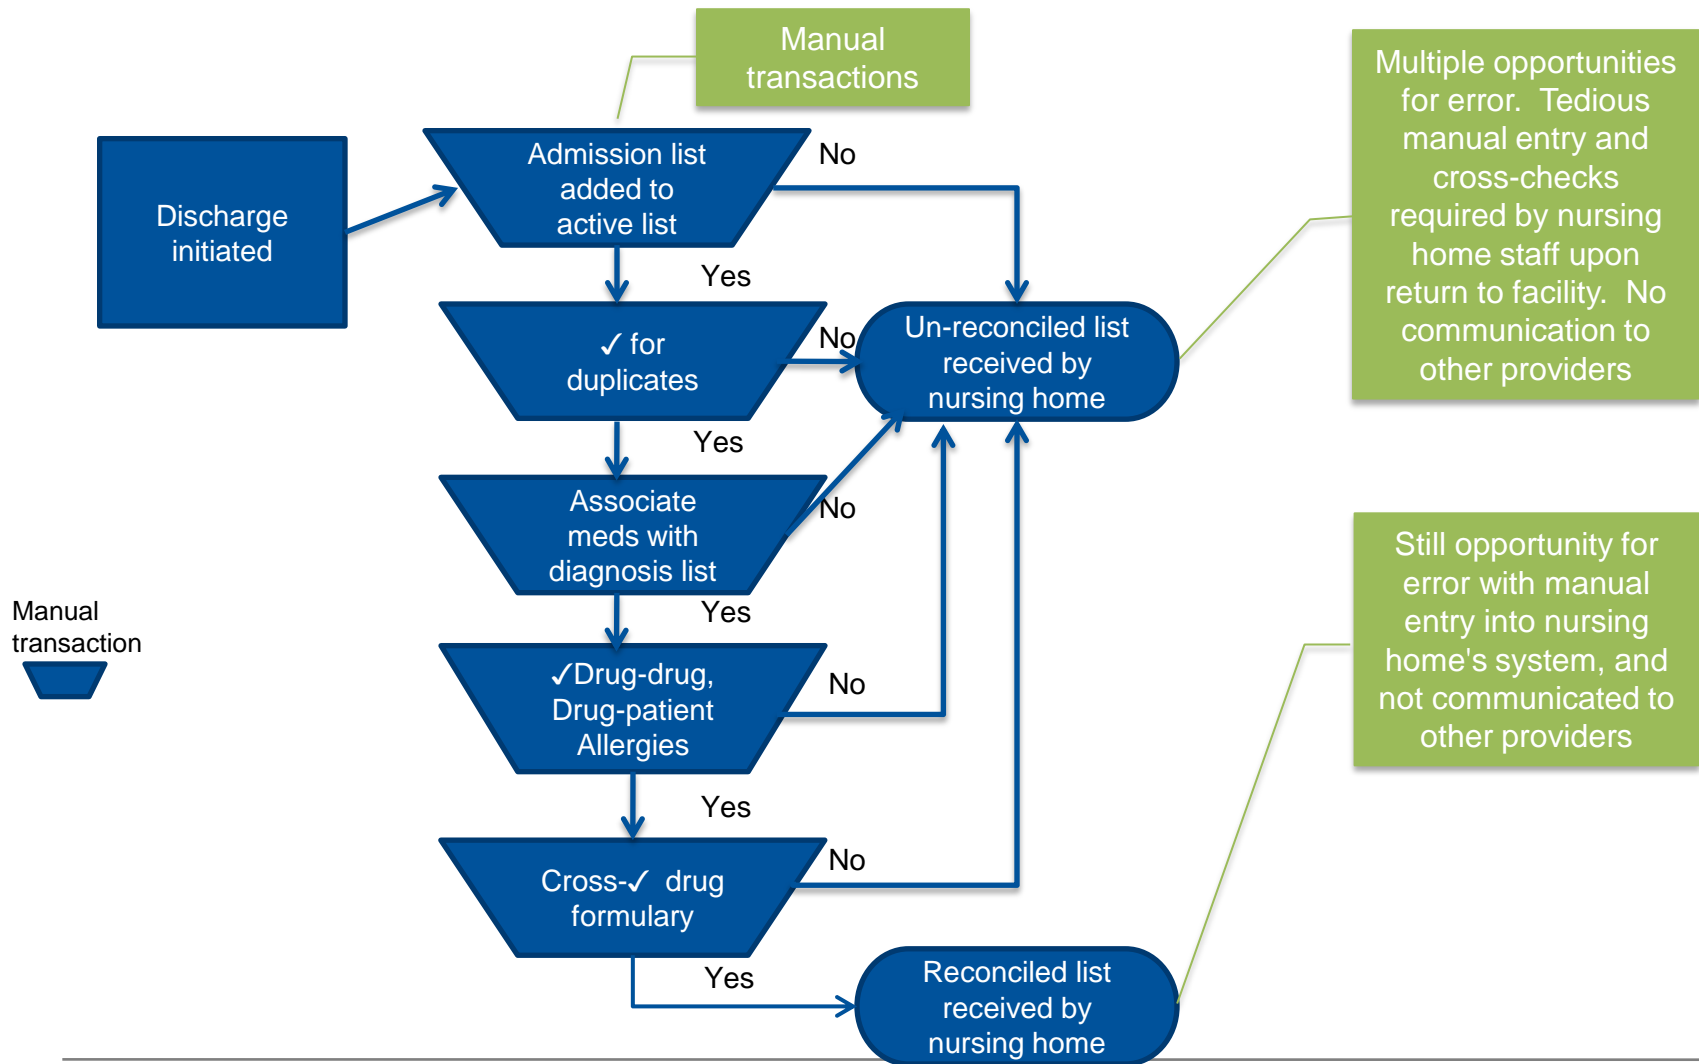 Manual
transactions
Multiple opportunities
for error.  Tedious
manual entry and
cross-checks
required by nursing
home staff upon
return to facility.  No
communication to
other providers
Discharge
initiated
Admission list
added to
active list
No
Yes
✓ for
duplicates
No
Un-reconciled list
received by
nursing home
Yes
Associate
meds with
diagnosis list
No
Yes
Manual
transaction
✓Drug-drug,
Drug-patient
Allergies
No
Still opportunity for
error with manual
entry into nursing
home's system, and
not communicated to
other providers
Yes
Cross-✓ drug
formulary
No
Yes
Reconciled list
received by
nursing home